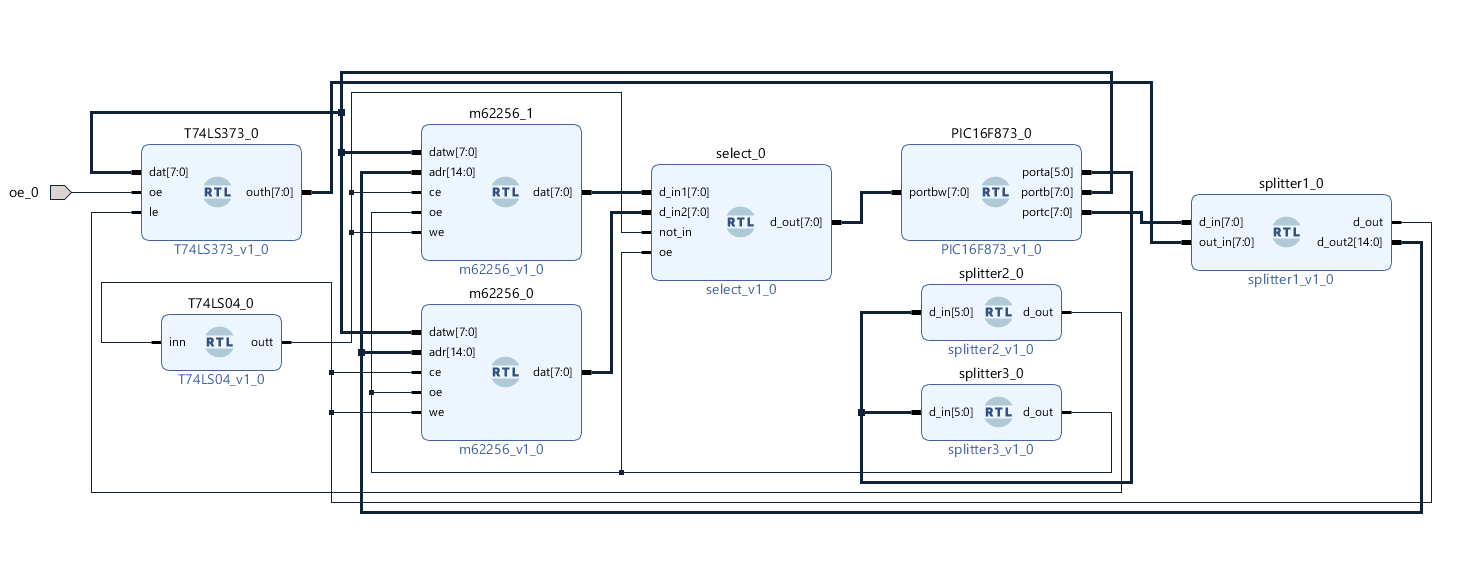 oe_0
T74LS373_0
dat[7:0]
oe
le
outh[7:0]
RTL
T74LS373_v1_0
T74LS04_0
inn
outt
RTL
T74LS04_v1_0
m62256_1
datw[7:0]
adr[14:0]
ce
oe
we
dat[7:0]
RTL
m62256_v1_0
m62256_0
datw[7:0]
adr[14:0]
ce
oe
we
dat[7:0]
RTL
m62256_v1_0
select_0
d_in1[7:0]
d_in2[7:0]
not_in
oe
d_out[7:0]
RTL
select_v1_0
PIC16F873_0
portbw[7:0]
porta[5:0]
portb[7:0]
portc[7:0]
RTL
PIC16F873_v1_0
splitter2_0
d_in[5:0]
d_out
RTL
splitter2_v1_0
splitter3_0
d_in[5:0]
d_out
RTL
splitter3_v1_0
splitter1_0
d_in[7:0]
out_in[7:0]
d_out
d_out2[14:0]
RTL
splitter1_v1_0